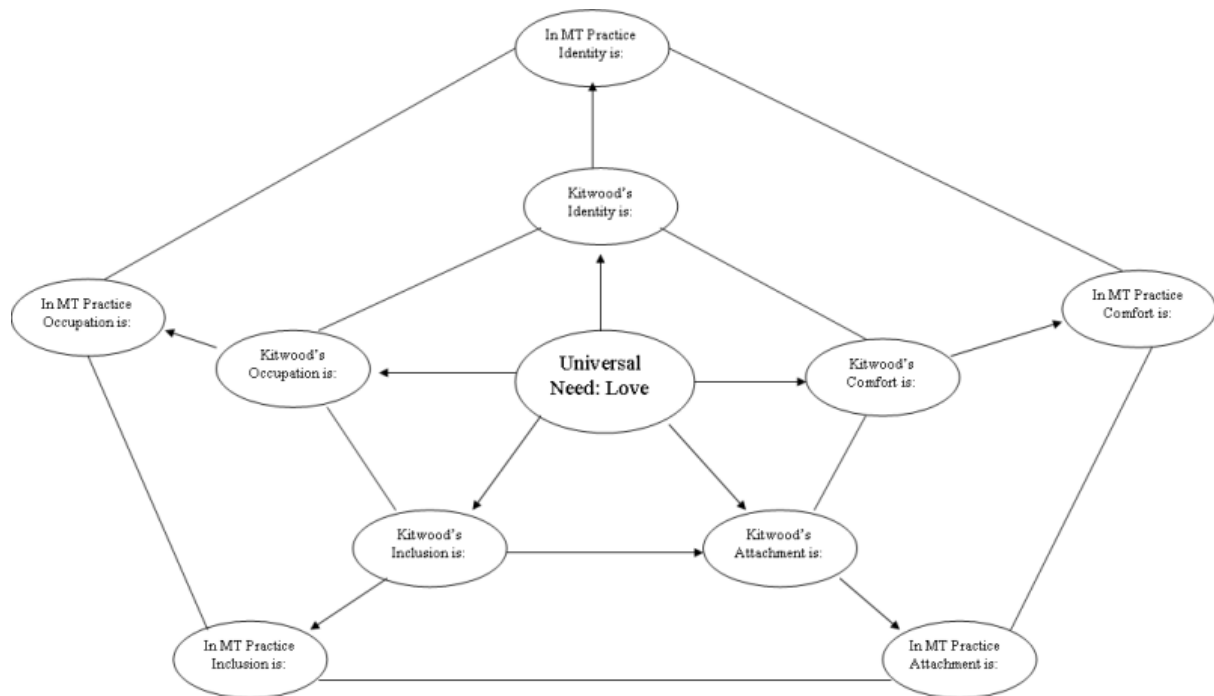 In MT Practice
Identity is:
Kitwood's
Identity is:
In MT Practice
Occupation is:
In MT Practice
Comfort is:
Kitwood's
Occupation is:
Universal
Need: Love
Kitwood's
Comfort is:
Kitwood's
Inclusion is:
Kitwood's
Attachment is:
In MT Practice
Inclusion is:
In MT Practice
Attachment is: